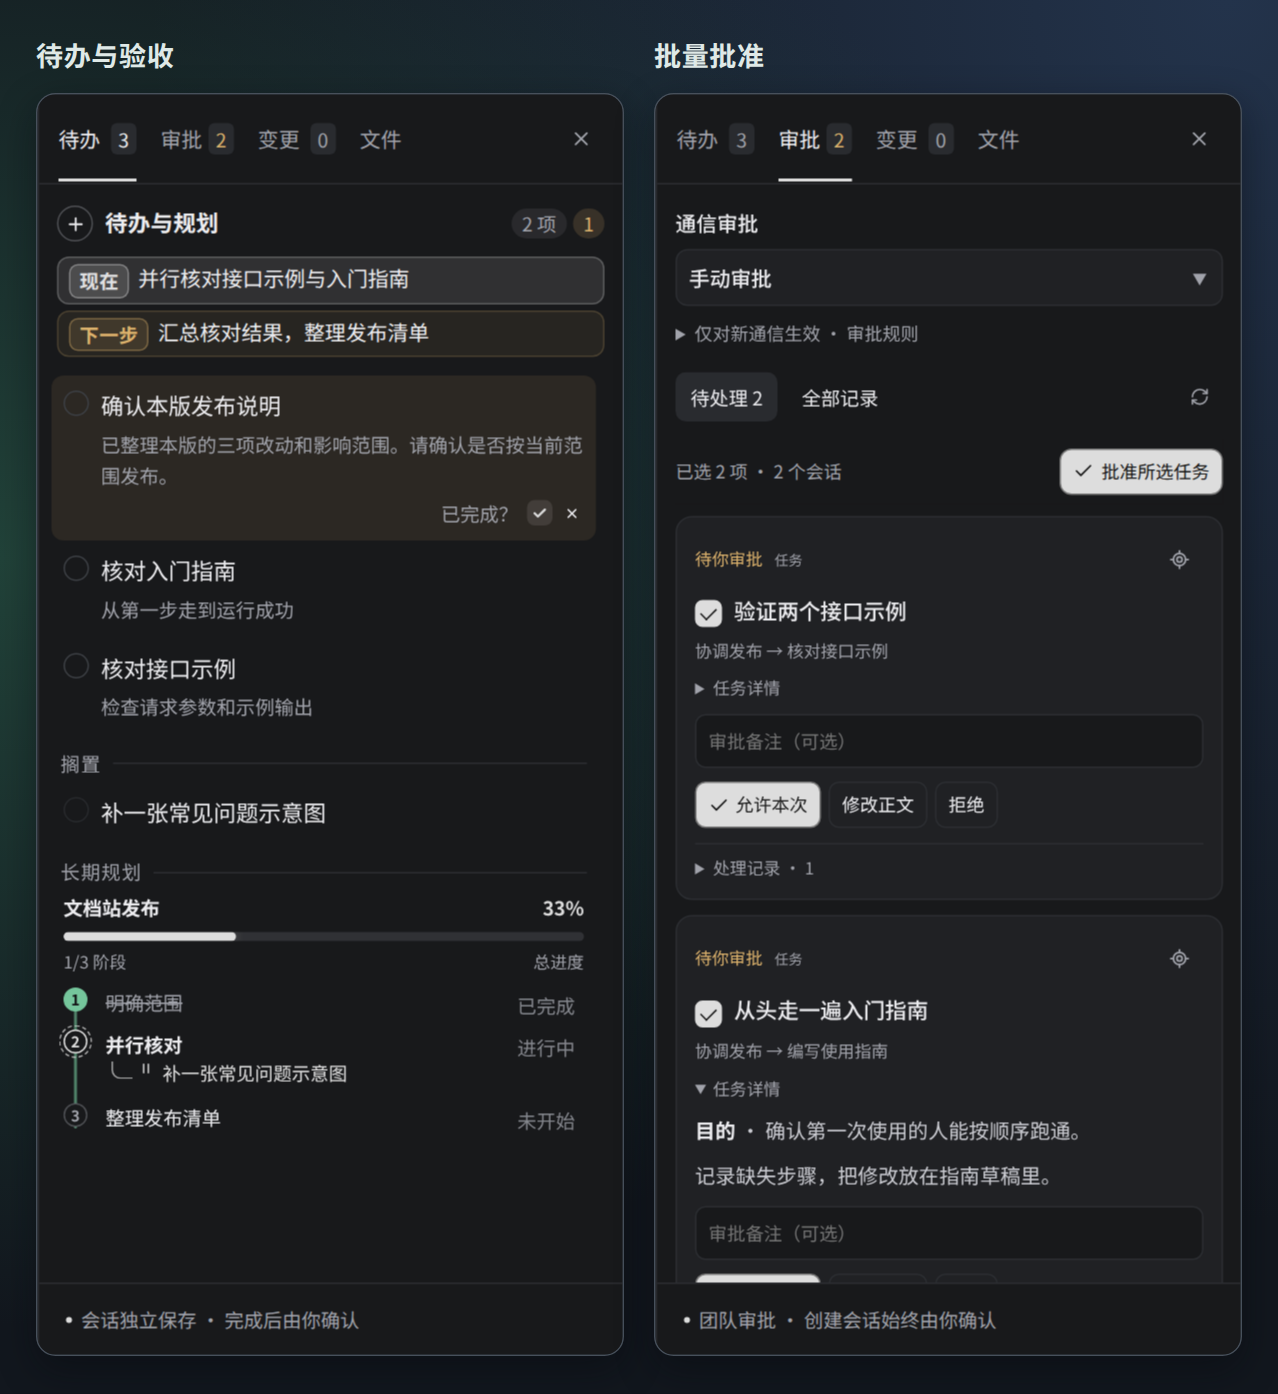 待办与验收
待办 3 审批 2 变更 0 文件
待办与规划 2 项 1
现在 并行核对接口示例与入门指南
下一步 汇总核对结果，整理发布清单
确认本版发布说明
已整理本版的三项改动和影响范围。请确认是否按当前范
围发布。
已完成？
核对入门指南
从第一步走到运行成功
核对接口示例
检查请求参数和示例输出
搁置
补一张常见问题示意图
长期规划
文档站发布 33%
1/3 阶段 总进度
1 明确范围 已完成
2 并行核对 进行中
补一张常见问题示意图
3 整理发布清单 未开始
• 会话独立保存 · 完成后由你确认
批量批准
待办 3 审批 2 变更 0 文件
通信审批
手动审批
仅对新通信生效 · 审批规则
待处理 2 全部记录
已选 2 项 · 2 个会话 批准所选任务
待你审批 任务
验证两个接口示例
协调发布 → 核对接口示例
任务详情
审批备注（可选）
允许本次 修改正文 拒绝
处理记录 · 1
待你审批 任务
从头走一遍入门指南
协调发布 → 编写使用指南
任务详情
目的 · 确认第一次使用的人能按顺序跑通。
记录缺失步骤，把修改放在指南草稿里。
审批备注（可选）
• 团队审批 · 创建会话始终由你确认